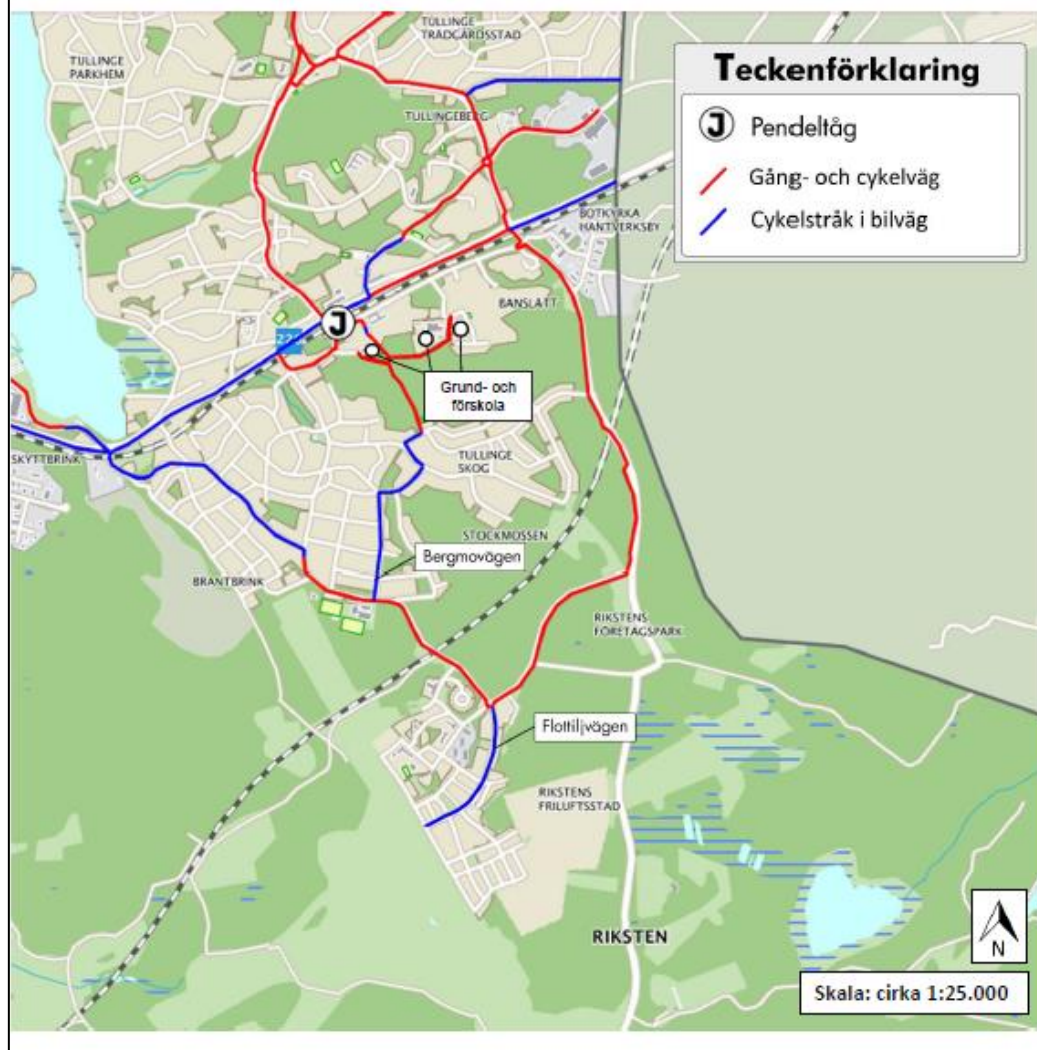 TULLINGE
TRÄDGÅRDSSTAD
TULLINGE
PARKHEM
Teckenförklaring
J Pendeltåg
Gång- och cykelväg
Cykelstråk i bilväg
TULLINGEBERG
BOTKYRKA
HANTVERKSBY
BANSLÄTT
J
Grund- och
förskola
SKYTTBRINK
TULLINGE
SKOG
STOCKMOSSEN
Bergmovägen
BRANTBRINK
RIKSTENS
FÖRETAGSPARK
Flottiljvägen
RIKSTENS
FRILUFTSSTAD
RIKSTEN
N
Skala: cirka 1:25.000